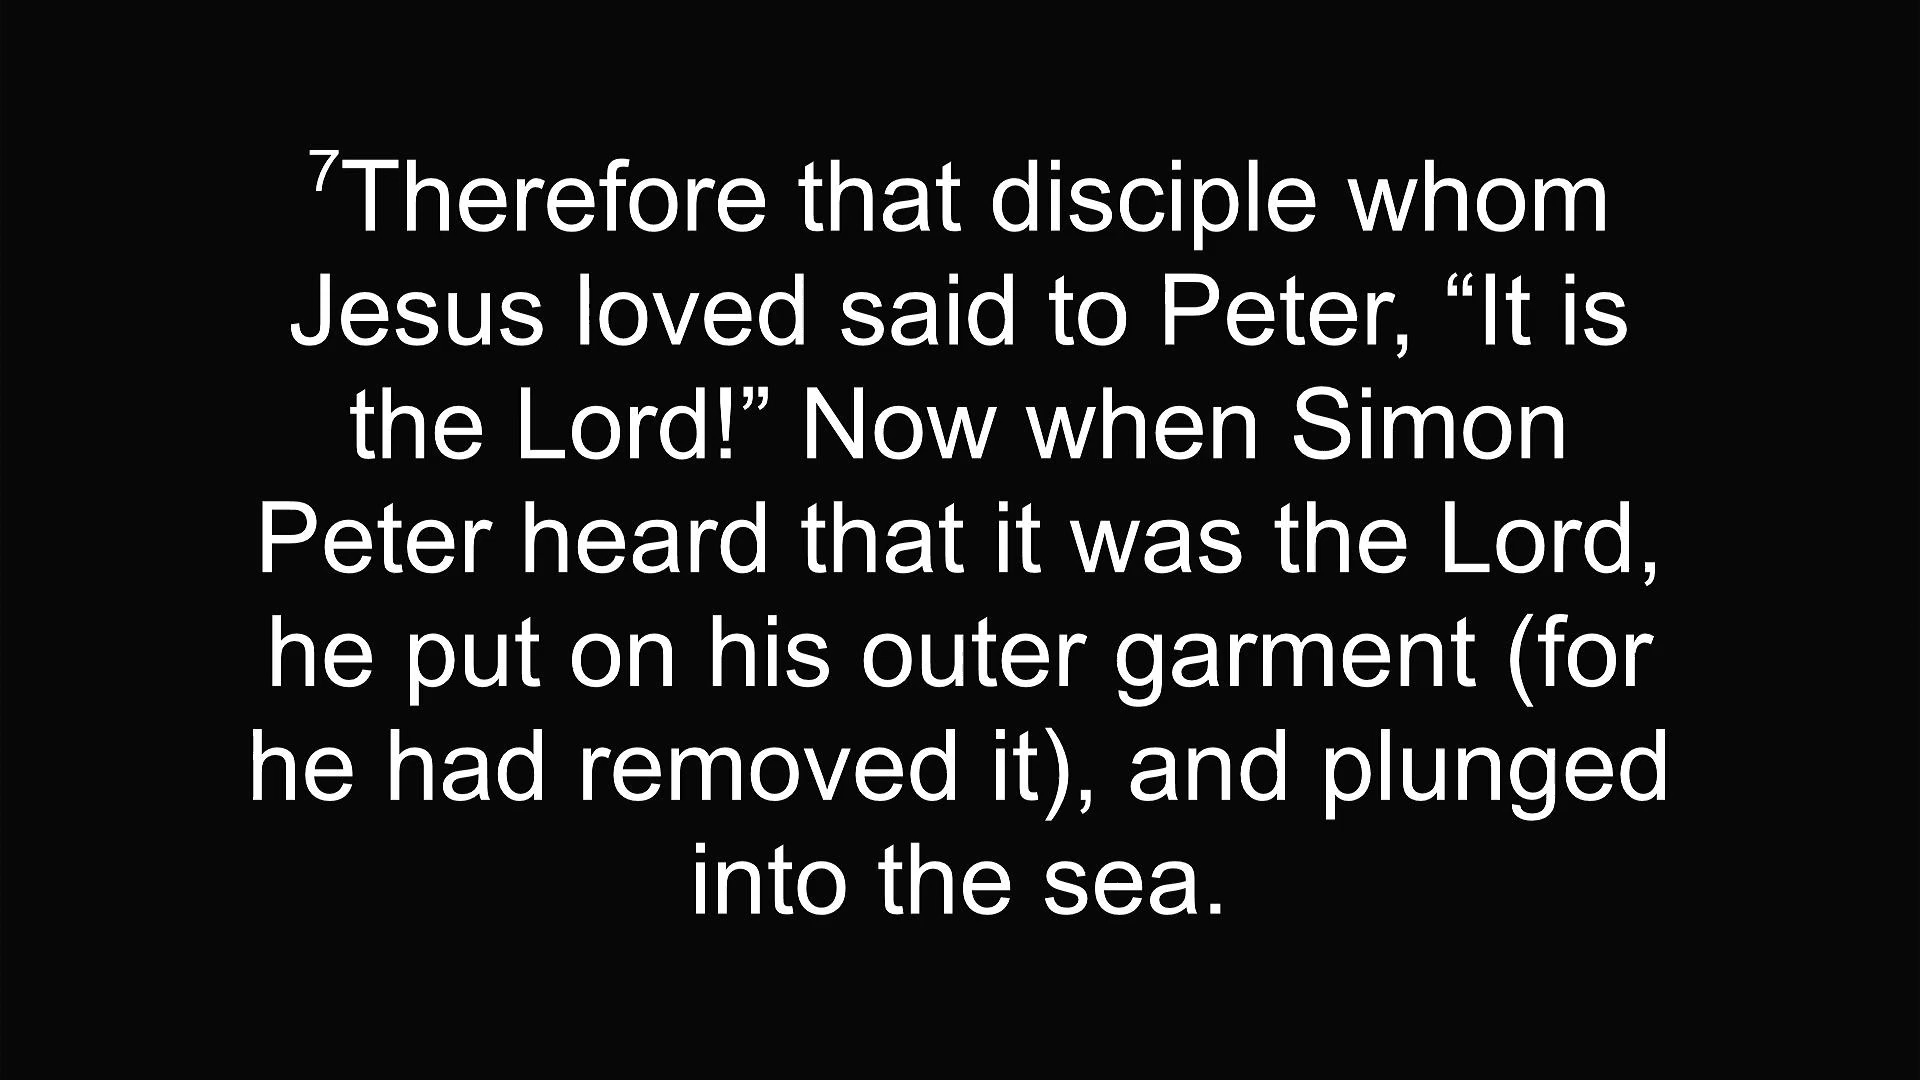 ⁷Therefore that disciple whom
Jesus loved said to Peter, “It is
the Lord!” Now when Simon
Peter heard that it was the Lord,
he put on his outer garment (for
he had removed it), and plunged
into the sea.